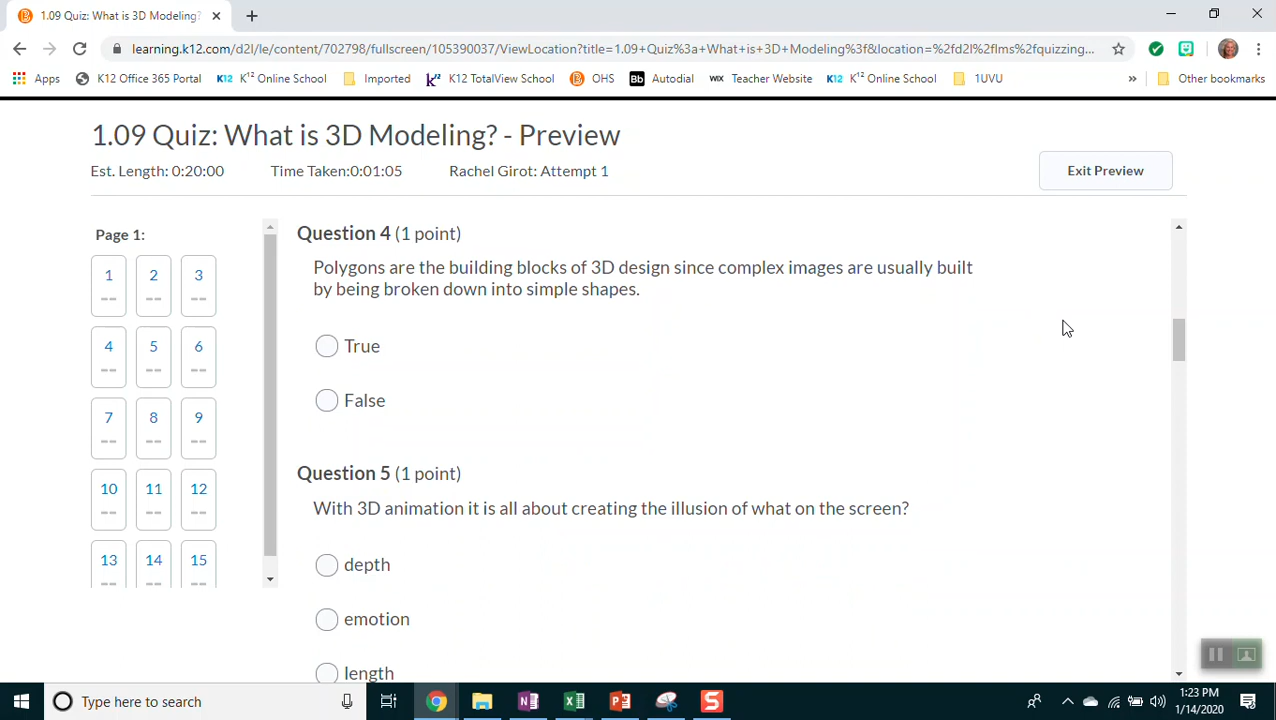 1.09 Quiz: What is 3D Modeling?
learning.k12.com/d2l/le/content/702798/fullscreen/105390037/ViewLocation?title=1.09+Quiz%3a+What+is+3D+Modeling%3f&location=%2fd2l%2flms%2fquizzing...
Apps K12 Office 365 Portal K12 K¹² Online School Imported K12 TotalView School OHS Bb Autodial WIX Teacher Website K12 K¹² Online School 1UVU » Other bookmarks
1.09 Quiz: What is 3D Modeling? - Preview
Est. Length: 0:20:00 Time Taken:0:01:05 Rachel Girot: Attempt 1
Exit Preview
Page 1:
1 2 3
-- -- --
4 5 6
-- -- --
7 8 9
-- -- --
10 11 12
-- -- --
13 14 15
-- -- --
Question 4 (1 point)
Polygons are the building blocks of 3D design since complex images are usually built
by being broken down into simple shapes.
True
False
Question 5 (1 point)
With 3D animation it is all about creating the illusion of what on the screen?
depth
emotion
length
Type here to search
1:23 PM
1/14/2020